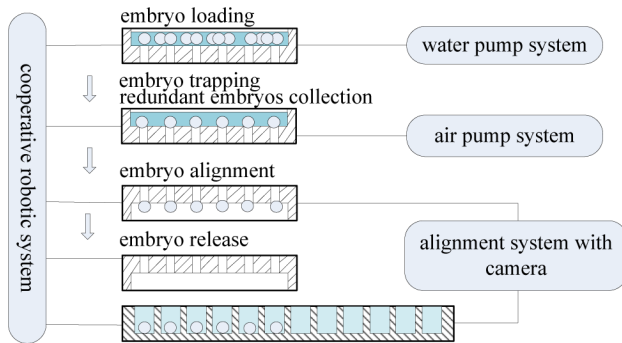 embryo loading
water pump system
embryo trapping
redundant embryos collection
air pump system
embryo alignment
embryo release
alignment system with
camera
cooperative robotic system